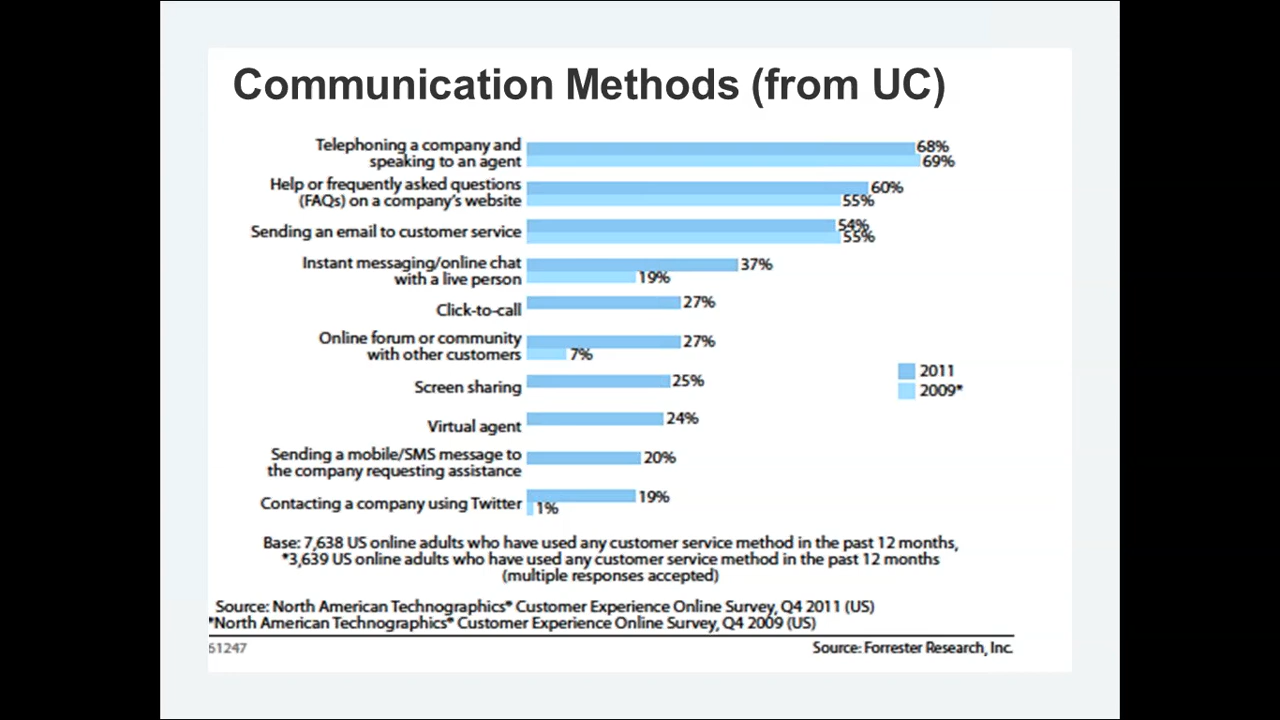 Communication Methods (from UC)
Telephoning a company and
speaking to an agent
68%
69%
Help or frequently asked questions
(FAQs) on a company's website
60%
55%
Sending an email to customer service
54%
55%
Instant messaging/online chat
with a live person
37%
19%
Click-to-call
27%
Online forum or community
with other customers
27%
7%
Screen sharing
25%
Virtual agent
24%
Sending a mobile/SMS message to
the company requesting assistance
20%
Contacting a company using Twitter
19%
1%
2011
2009*
Base: 7,638 US online adults who have used any customer service method in the past 12 months,
*3,639 US online adults who have used any customer service method in the past 12 months
(multiple responses accepted)
Source: North American Technographics® Customer Experience Online Survey, Q4 2011 (US)
*North American Technographics® Customer Experience Online Survey, Q4 2009 (US)
61247
Source: Forrester Research, Inc.